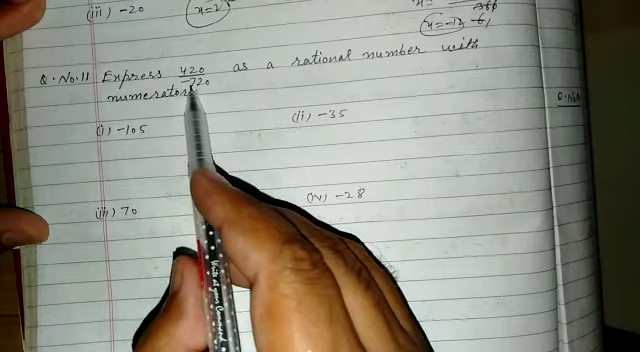 (iii) -20
x=2
x=-12
Q.No.11 Express 420/-720 as a rational number with
numerator
(i) -105
(ii) -35
(iii) 70
(iv) -28
Q.No